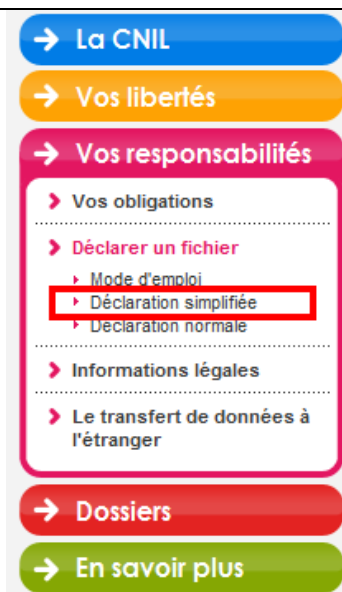 La CNIL
Vos libertés
Vos responsabilités
Vos obligations
Déclarer un fichier
Mode d'emploi
Déclaration simplifiée
Déclaration normale
Informations légales
Le transfert de données à
l'étranger
Dossiers
En savoir plus